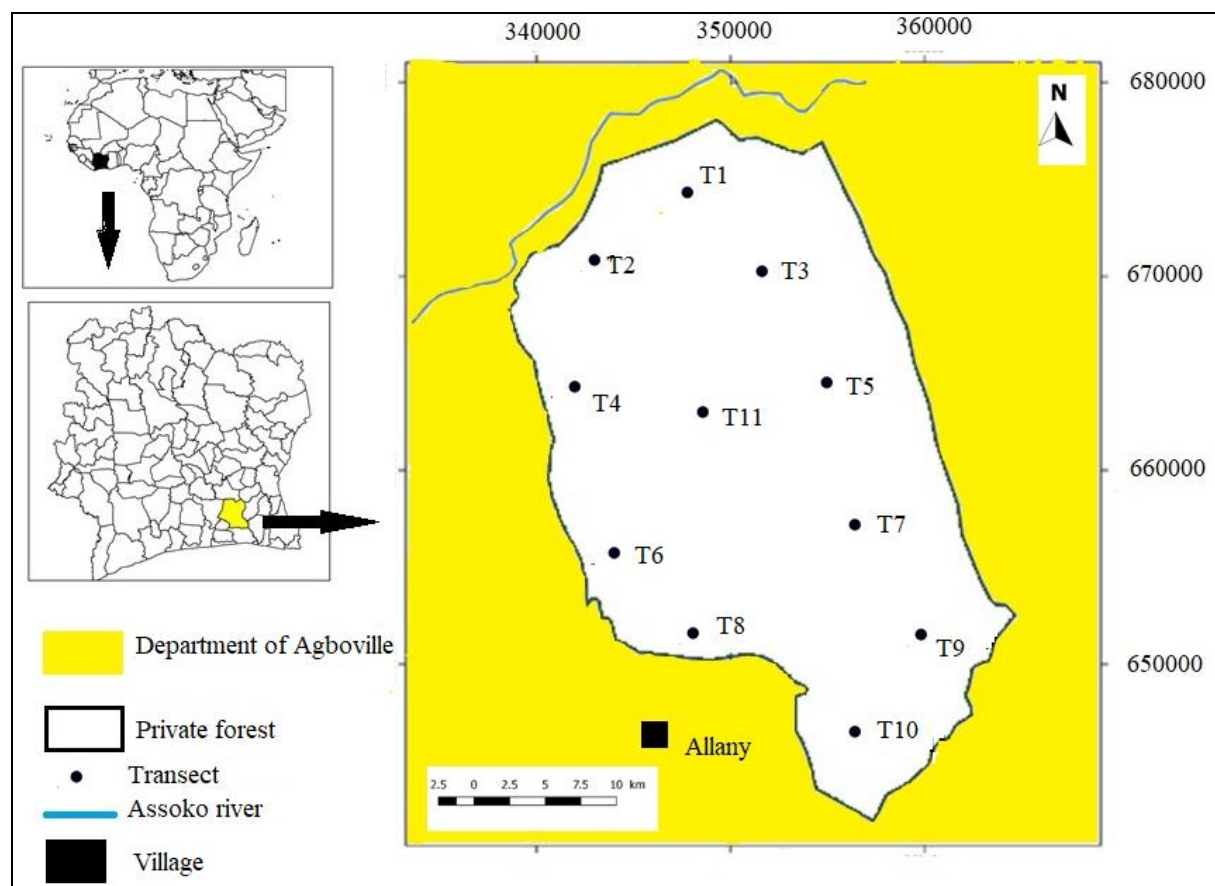 340000
350000
360000
680000
N
T1
T2
T3
670000
T5
T4
T11
660000
T7
T6
T8
T9
650000
T10
Allany
2.5 0 2.5 5 7.5 10 km
Department of Agboville
Private forest
Transect
Assoko river
Village